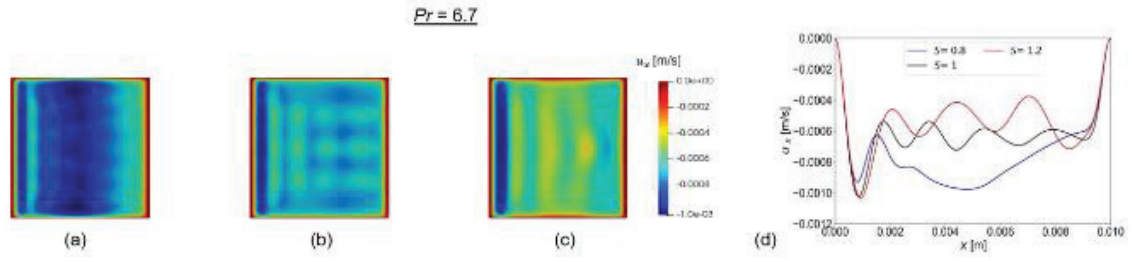 Pr = 6.7
u_x [m/s]
0.0e+00
-0.0002
-0.0004
-0.0006
-0.0008
-1.0e-03
(a)
(b)
(c)
(d)
S= 0.8
S= 1.2
S= 1
0.0000
−0.0002
−0.0004
−0.0006
−0.0008
−0.0010
−0.0012
[m/s]
0.000
0.002
0.004
0.006
0.008
0.010
x [m]